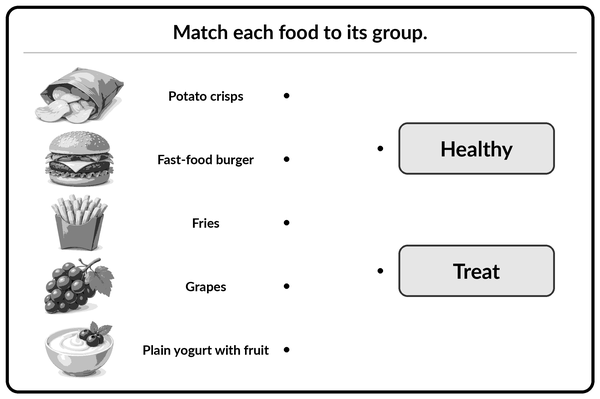 Match each food to its group.
Potato crisps
Fast-food burger
Healthy
Fries
Treat
Grapes
Plain yogurt with fruit